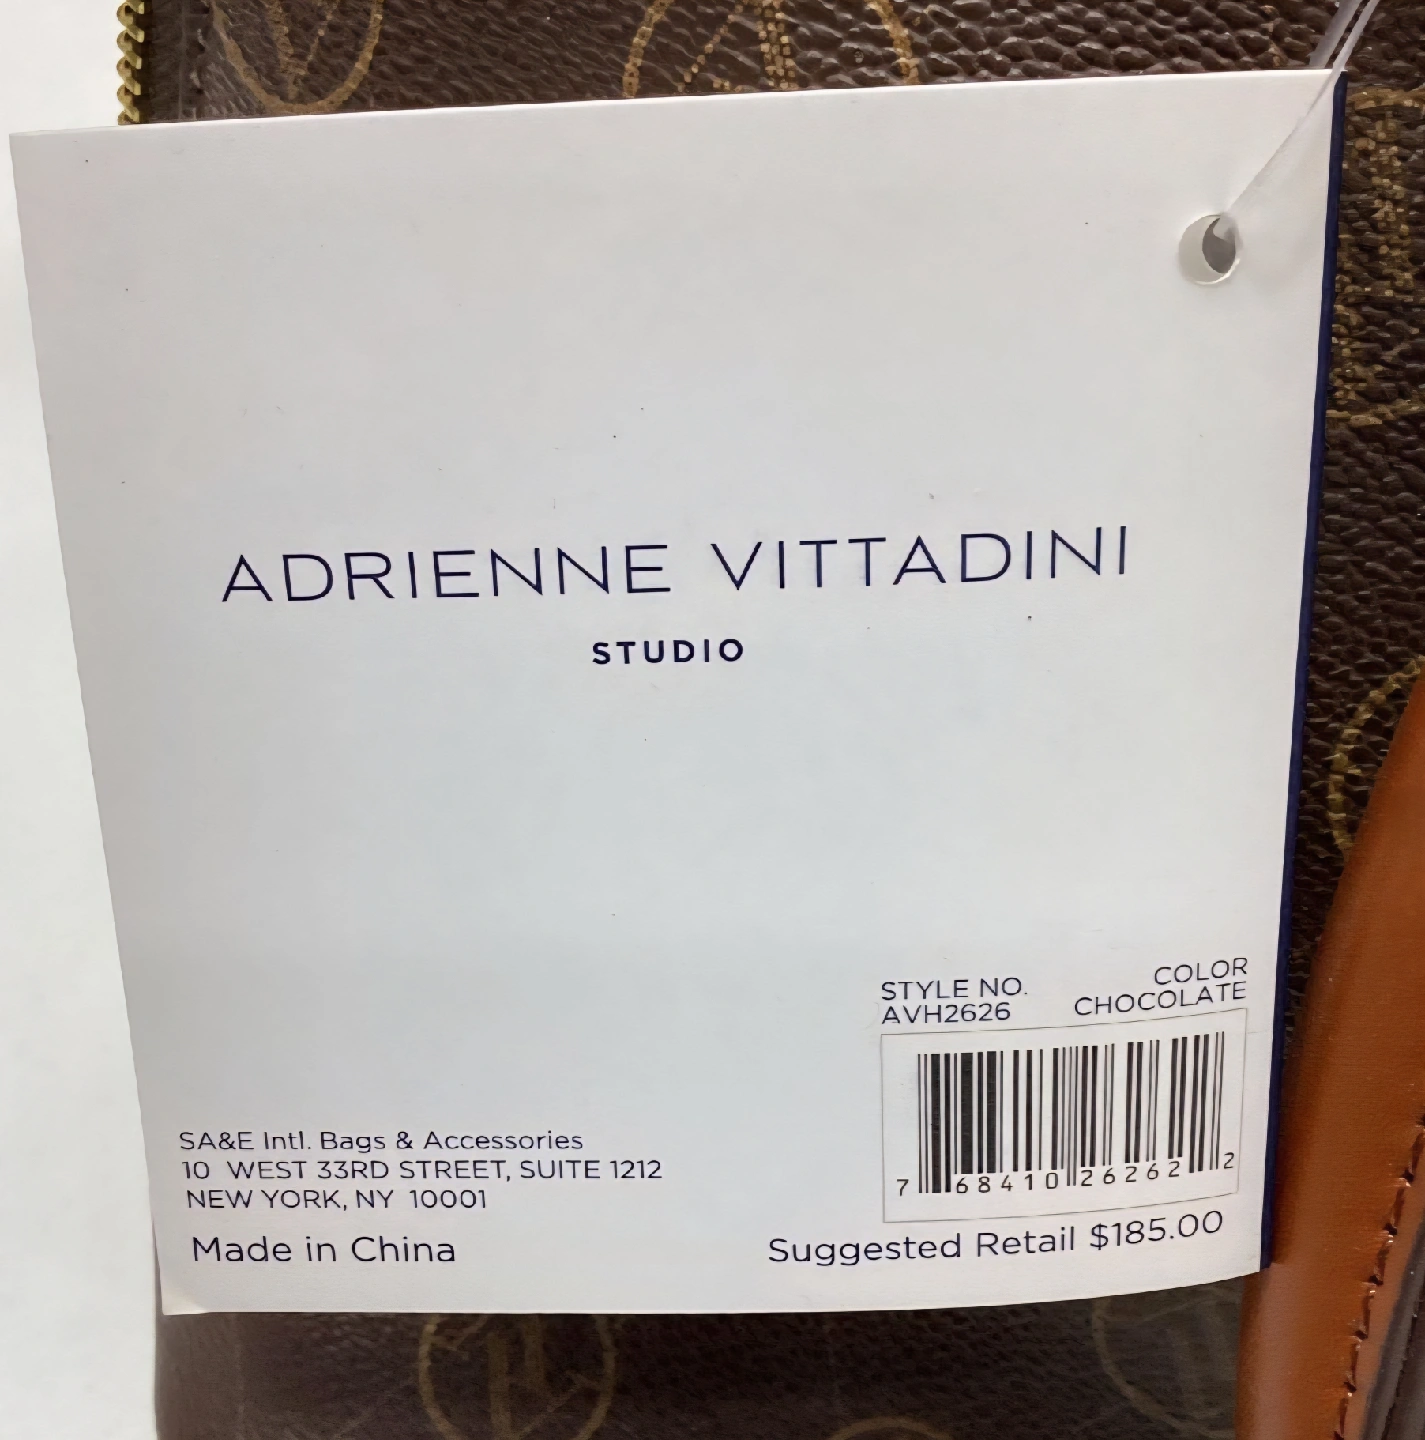 ADRIENNE VITTADINI
STUDIO
STYLE NO.
AVH2626
COLOR
CHOCOLATE
7 68410 26262 2
SA&E Intl. Bags & Accessories
10 WEST 33RD STREET, SUITE 1212
NEW YORK, NY 10001
Made in China
Suggested Retail $185.00